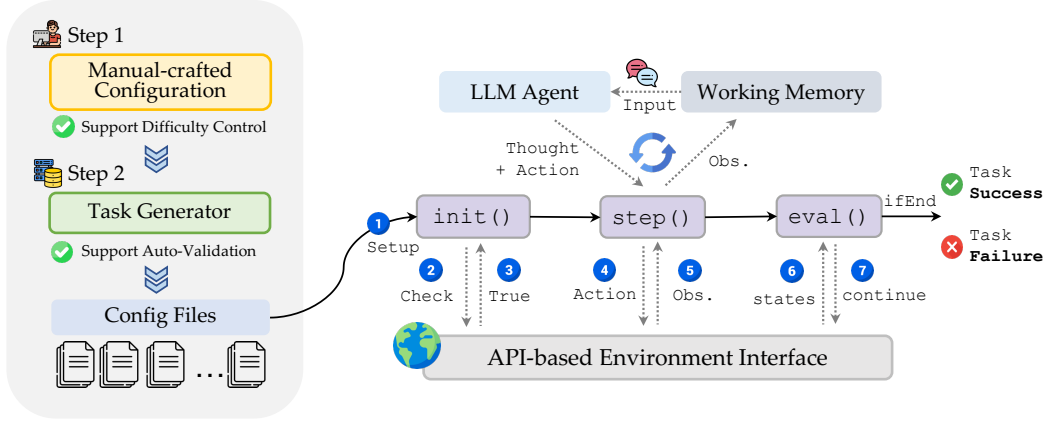 Step 1
Manual-crafted
Configuration
Support Difficulty Control
Step 2
Task Generator
Support Auto-Validation
Config Files
...
LLM Agent
Input
Working Memory
Thought
+ Action
Obs.
1
Setup
init()
step()
eval()
ifEnd
Task
Success
Task
Failure
2
Check
3
True
4
Action
5
Obs.
6
states
7
continue
API-based Environment Interface